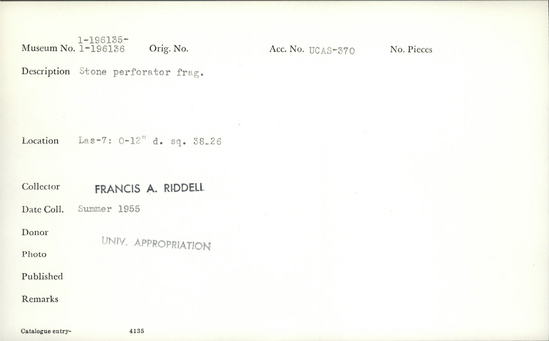 1-196135-
Museum No. 1-196136 Orig. No. Acc. No. UCAS-370 No. Pieces
Description Stone perforator frag.
Location Las-7: 0-12" d. sq. 38-26
Collector FRANCIS A. RIDDELL
Date Coll. Summer 1955
Donor UNIV. APPROPRIATION
Photo
Published
Remarks
Catalogue entry- 4135